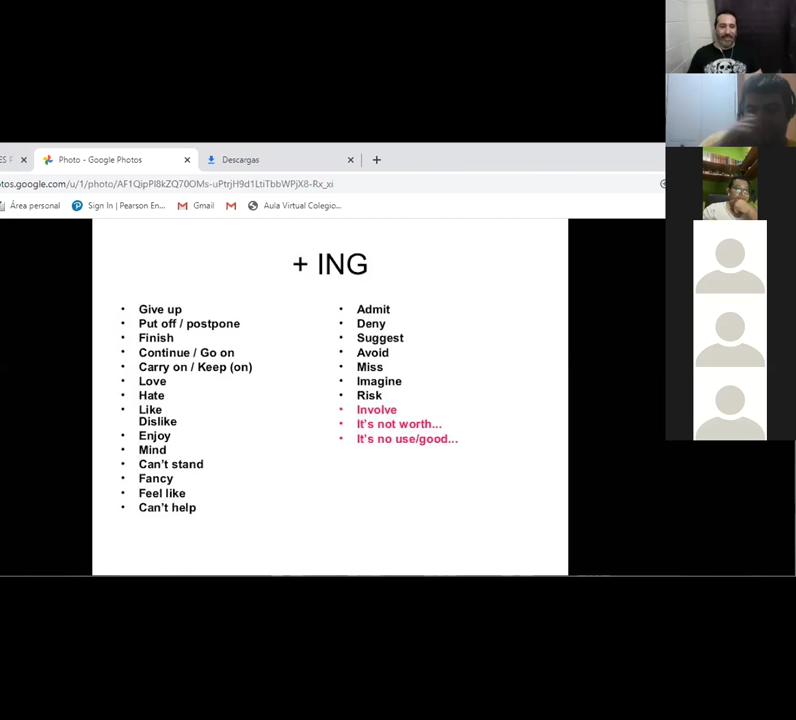 Photo - Google Photos
Descargas
tos.google.com/u/1/photo/AF1QipPl8kZQ70OMs-uPtrjH9d1LtiTbbWPjX8-Rx_xi
Área personal
Sign In | Pearson En...
Gmail
Aula Virtual Colegio...
+ ING
• Give up
• Put off / postpone
• Finish
• Continue / Go on
• Carry on / Keep (on)
• Love
• Hate
• Like
Dislike
• Enjoy
• Mind
• Can't stand
• Fancy
• Feel like
• Can't help
• Admit
• Deny
• Suggest
• Avoid
• Miss
• Imagine
• Risk
• Involve
• It's not worth...
• It's no use/good...